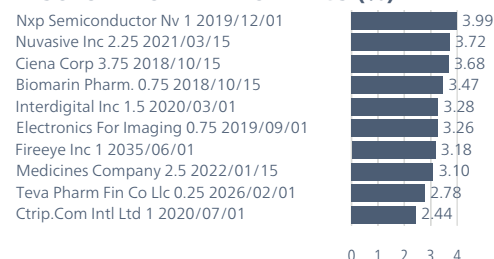 Nxp Semiconductor Nv 1 2019/12/01 3.99
Nuvasive Inc 2.25 2021/03/15 3.72
Ciena Corp 3.75 2018/10/15 3.68
Biomarin Pharm. 0.75 2018/10/15 3.47
Interdigital Inc 1.5 2020/03/01 3.28
Electronics For Imaging 0.75 2019/09/01 3.26
Fireeye Inc 1 2035/06/01 3.18
Medicines Company 2.5 2022/01/15 3.10
Teva Pharm Fin Co Llc 0.25 2026/02/01 2.78
Ctrip.Com Intl Ltd 1 2020/07/01 2.44
0 1 2 3 4